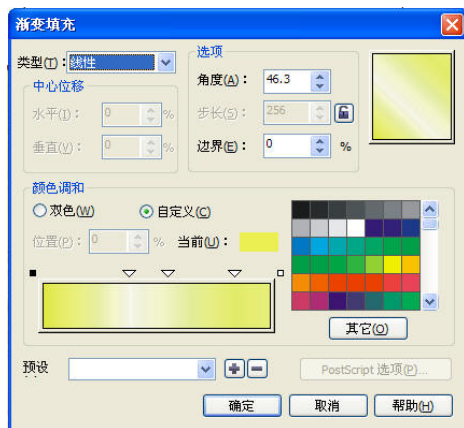 渐变填充
类型(T)：线性
选项
角度(A)： 46.3
中心位移
水平(I)： 0 %
步长(S)： 256
垂直(V)： 0 %
边界(E)： 0 %
颜色调和
双色(W) 自定义(C)
位置(P)： 0 % 当前(U)：
其它(O)
预设
PostScript 选项(P)...
确定 取消 帮助(H)